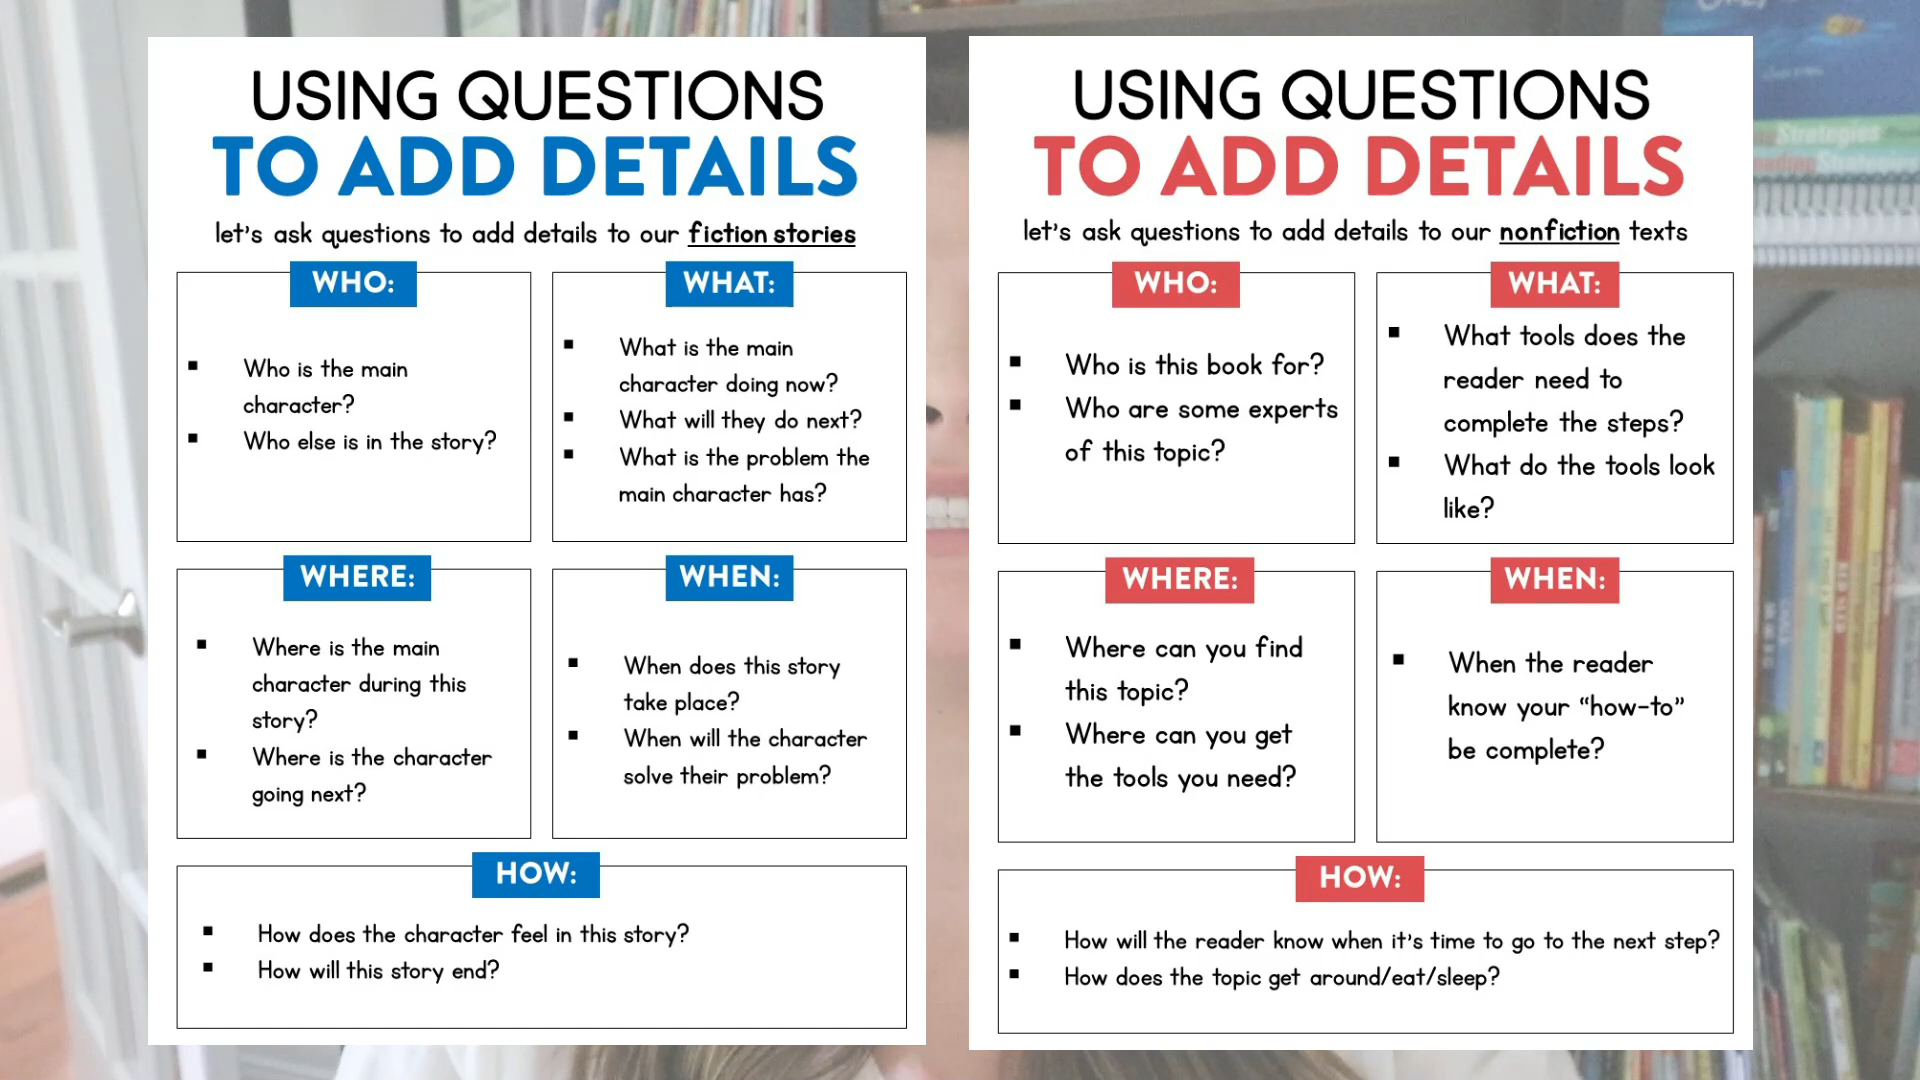 USING QUESTIONS
TO ADD DETAILS
let's ask questions to add details to our fiction stories
WHO:
Who is the main
character?
Who else is in the story?
WHAT:
What is the main
character doing now?
What will they do next?
What is the problem the
main character has?
WHERE:
Where is the main
character during this
story?
Where is the character
going next?
WHEN:
When does this story
take place?
When will the character
solve their problem?
HOW:
How does the character feel in this story?
How will this story end?
USING QUESTIONS
TO ADD DETAILS
let's ask questions to add details to our nonfiction texts
WHO:
Who is this book for?
Who are some experts
of this topic?
WHAT:
What tools does the
reader need to
complete the steps?
What do the tools look
like?
WHERE:
Where can you find
this topic?
Where can you get
the tools you need?
WHEN:
When the reader
know your “how-to”
be complete?
HOW:
How will the reader know when it's time to go to the next step?
How does the topic get around/eat/sleep?
Strategies
Strategies